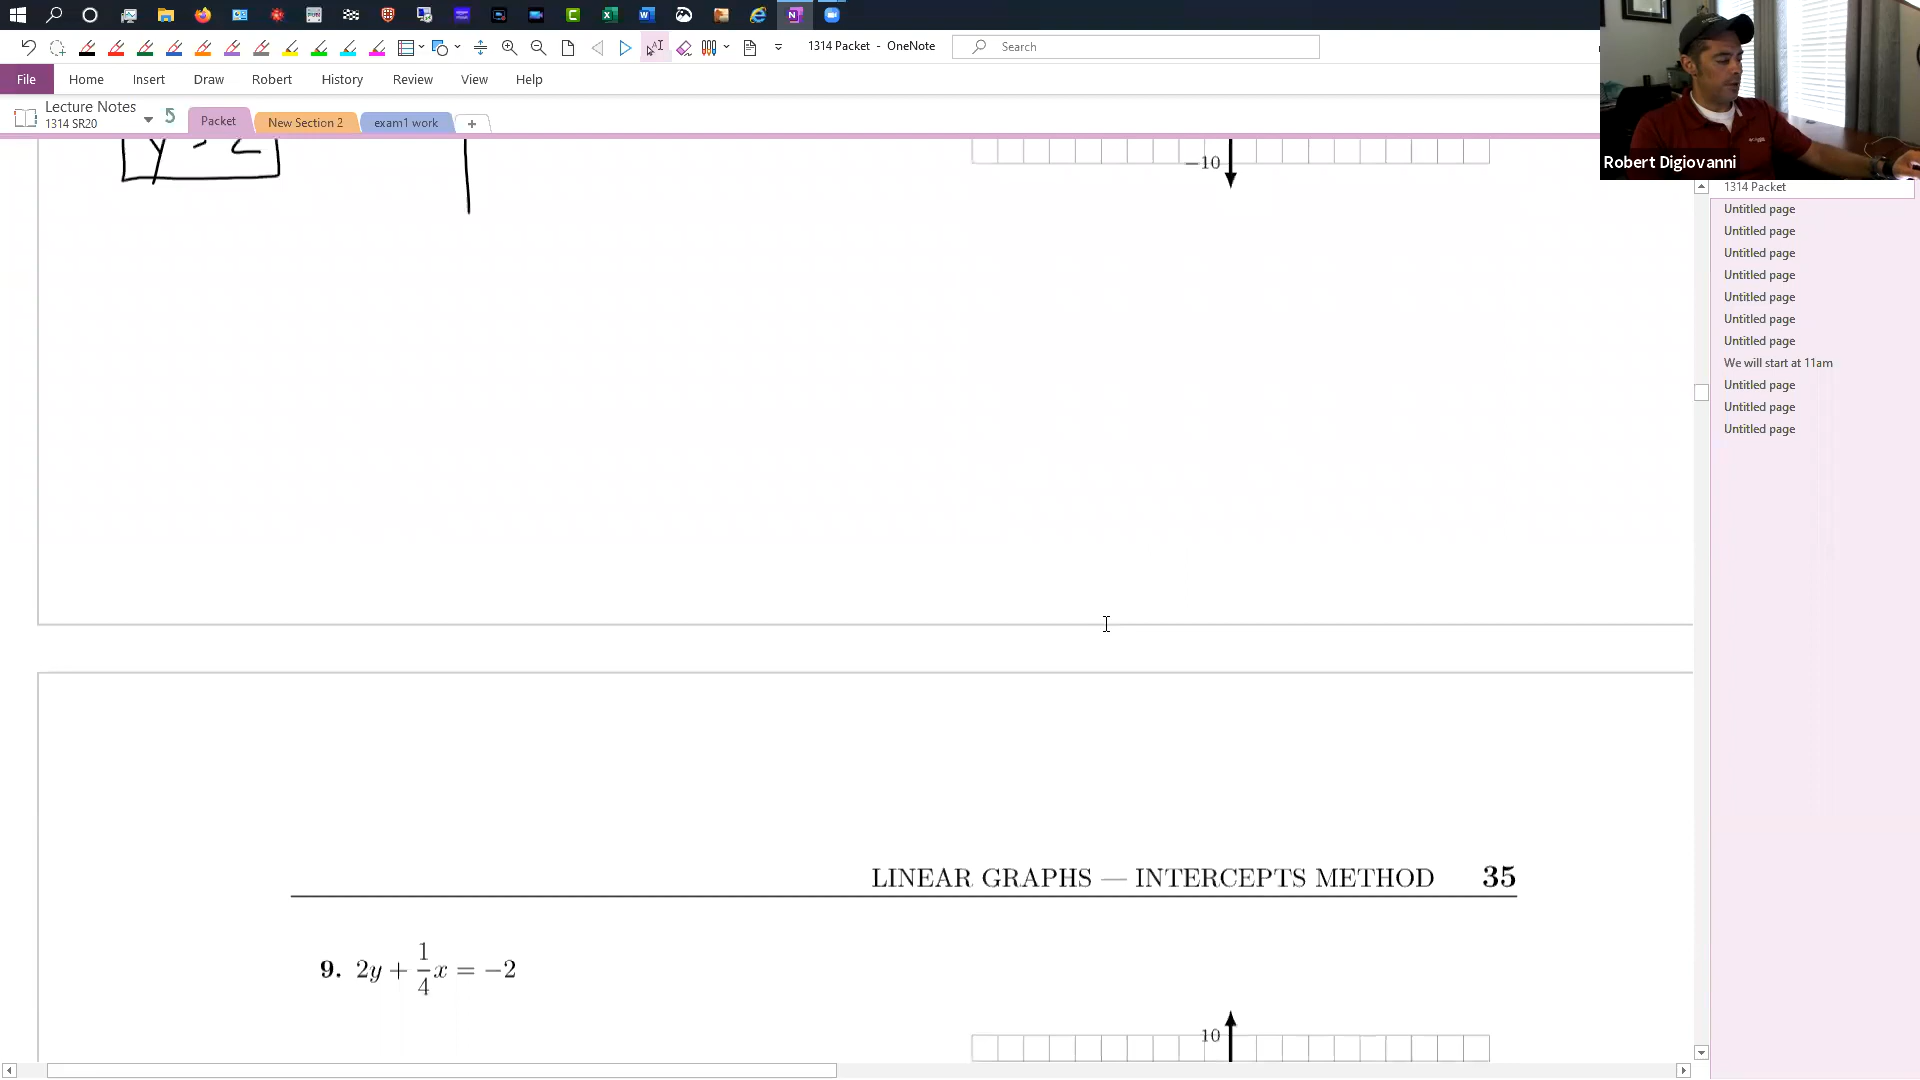 1314 Packet - OneNote
Search
File Home Insert Draw Robert History Review View Help
Lecture Notes
1314 SR20
Packet New Section 2 exam1 work +
Robert Digiovanni
1314 Packet
Untitled page
Untitled page
Untitled page
Untitled page
Untitled page
Untitled page
Untitled page
We will start at 11am
Untitled page
Untitled page
Untitled page
-10
LINEAR GRAPHS — INTERCEPTS METHOD 35
9. 2y + 1/4 x = −2
10